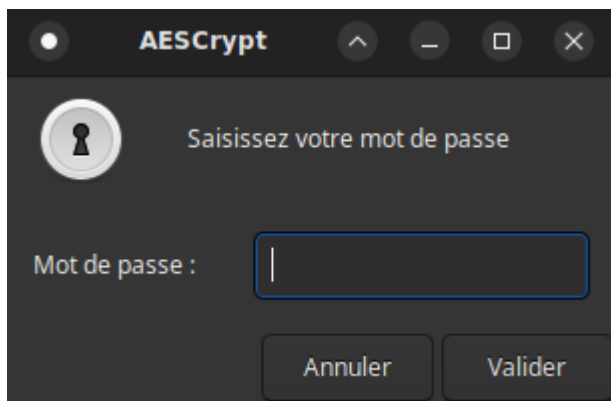 AESCrypt
Saisissez votre mot de passe
Mot de passe :
Annuler Valider